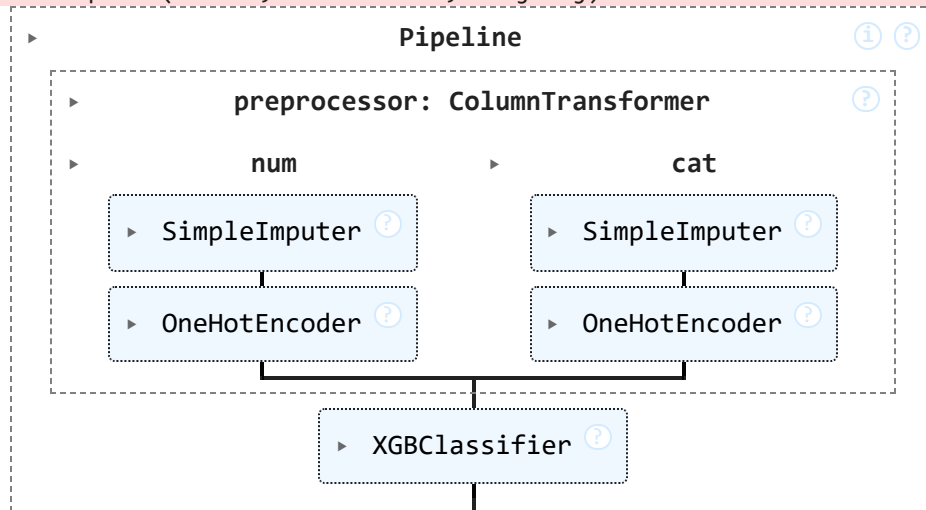 Pipeline i ?
preprocessor: ColumnTransformer ?
num cat
SimpleImputer ? SimpleImputer ?
OneHotEncoder ? OneHotEncoder ?
XGBClassifier ?